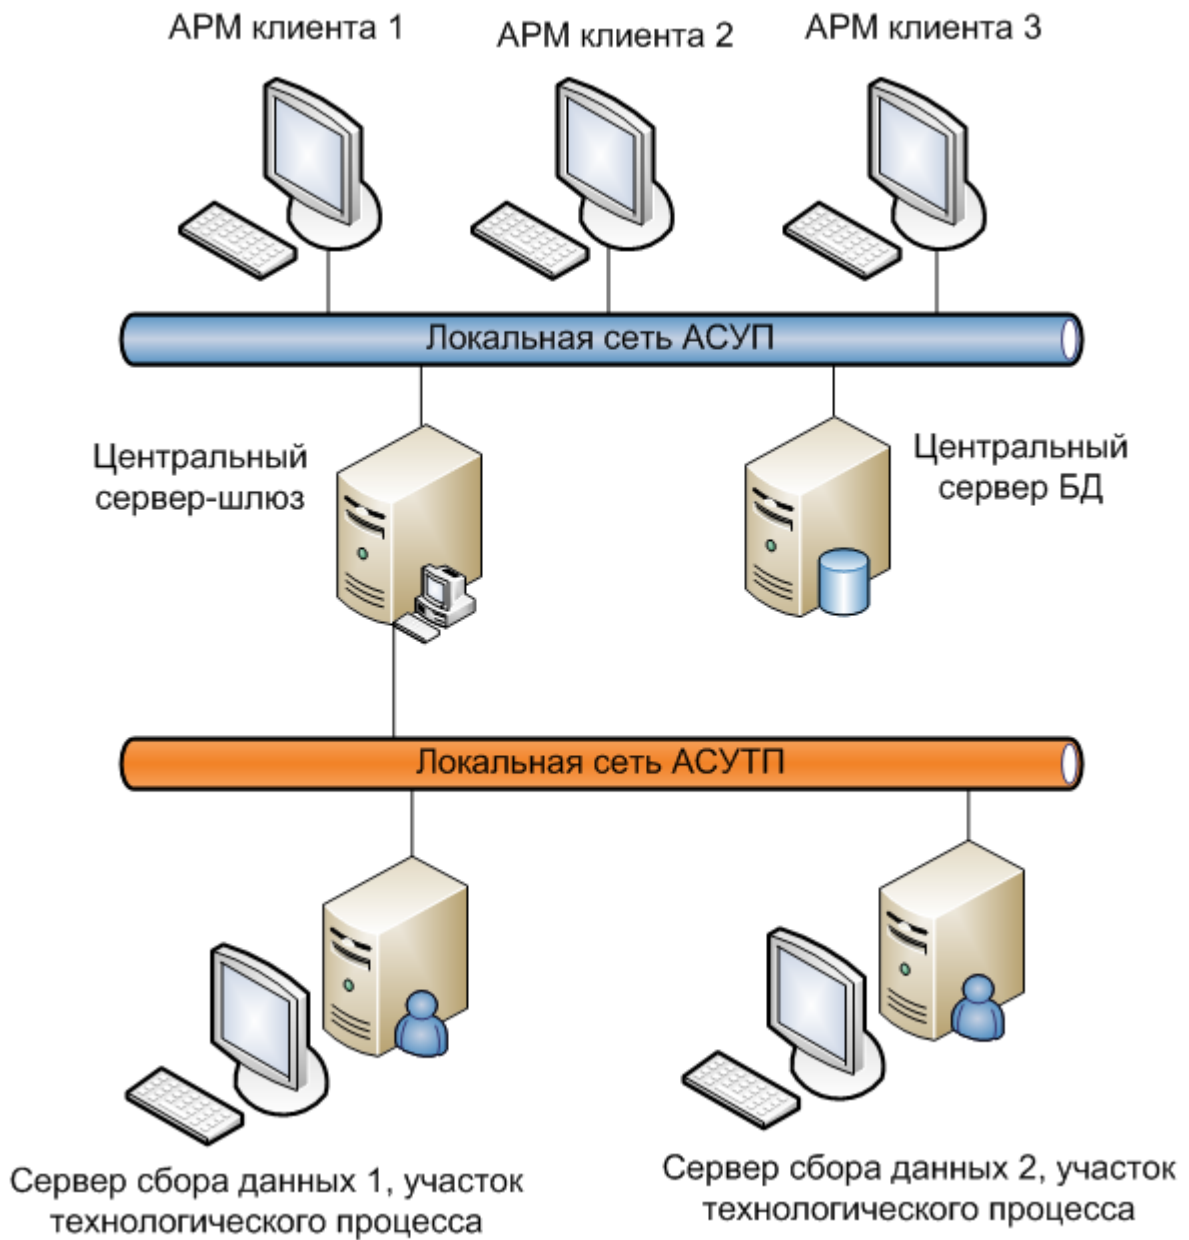 АРМ клиента 1
АРМ клиента 2
АРМ клиента 3
Локальная сеть АСУП
Центральный
сервер-шлюз
Центральный
сервер БД
Локальная сеть АСУТП
Сервер сбора данных 1, участок
технологического процесса
Сервер сбора данных 2, участок
технологического процесса